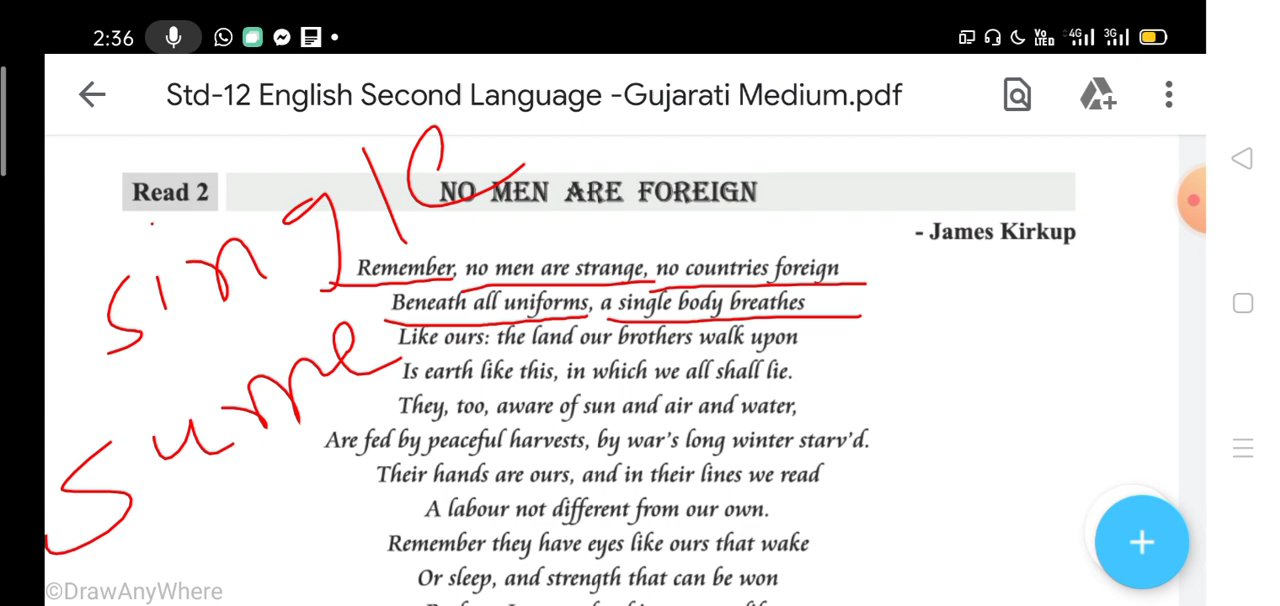 2:36 VoLTED 4G 3G
Std-12 English Second Language -Gujarati Medium.pdf
single
Read 2 NO MEN ARE FOREIGN
- James Kirkup
Remember, no men are strange, no countries foreign
Beneath all uniforms, a single body breathes
Like ours: the land our brothers walk upon
Is earth like this, in which we all shall lie.
They, too, aware of sun and air and water,
Are fed by peaceful harvests, by war's long winter starv'd.
Their hands are ours, and in their lines we read
A labour not different from our own.
Remember they have eyes like ours that wake
Or sleep, and strength that can be won
©DrawAnyWhere